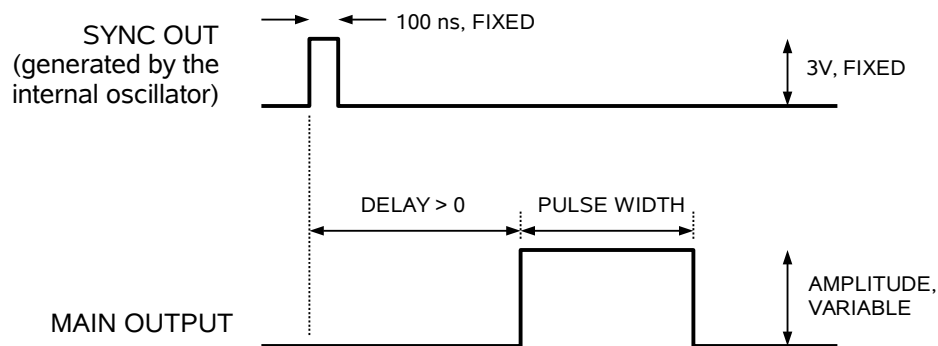 100 ns, FIXED
SYNC OUT
(generated by the
internal oscillator)
3V, FIXED
DELAY > 0
PULSE WIDTH
AMPLITUDE,
VARIABLE
MAIN OUTPUT